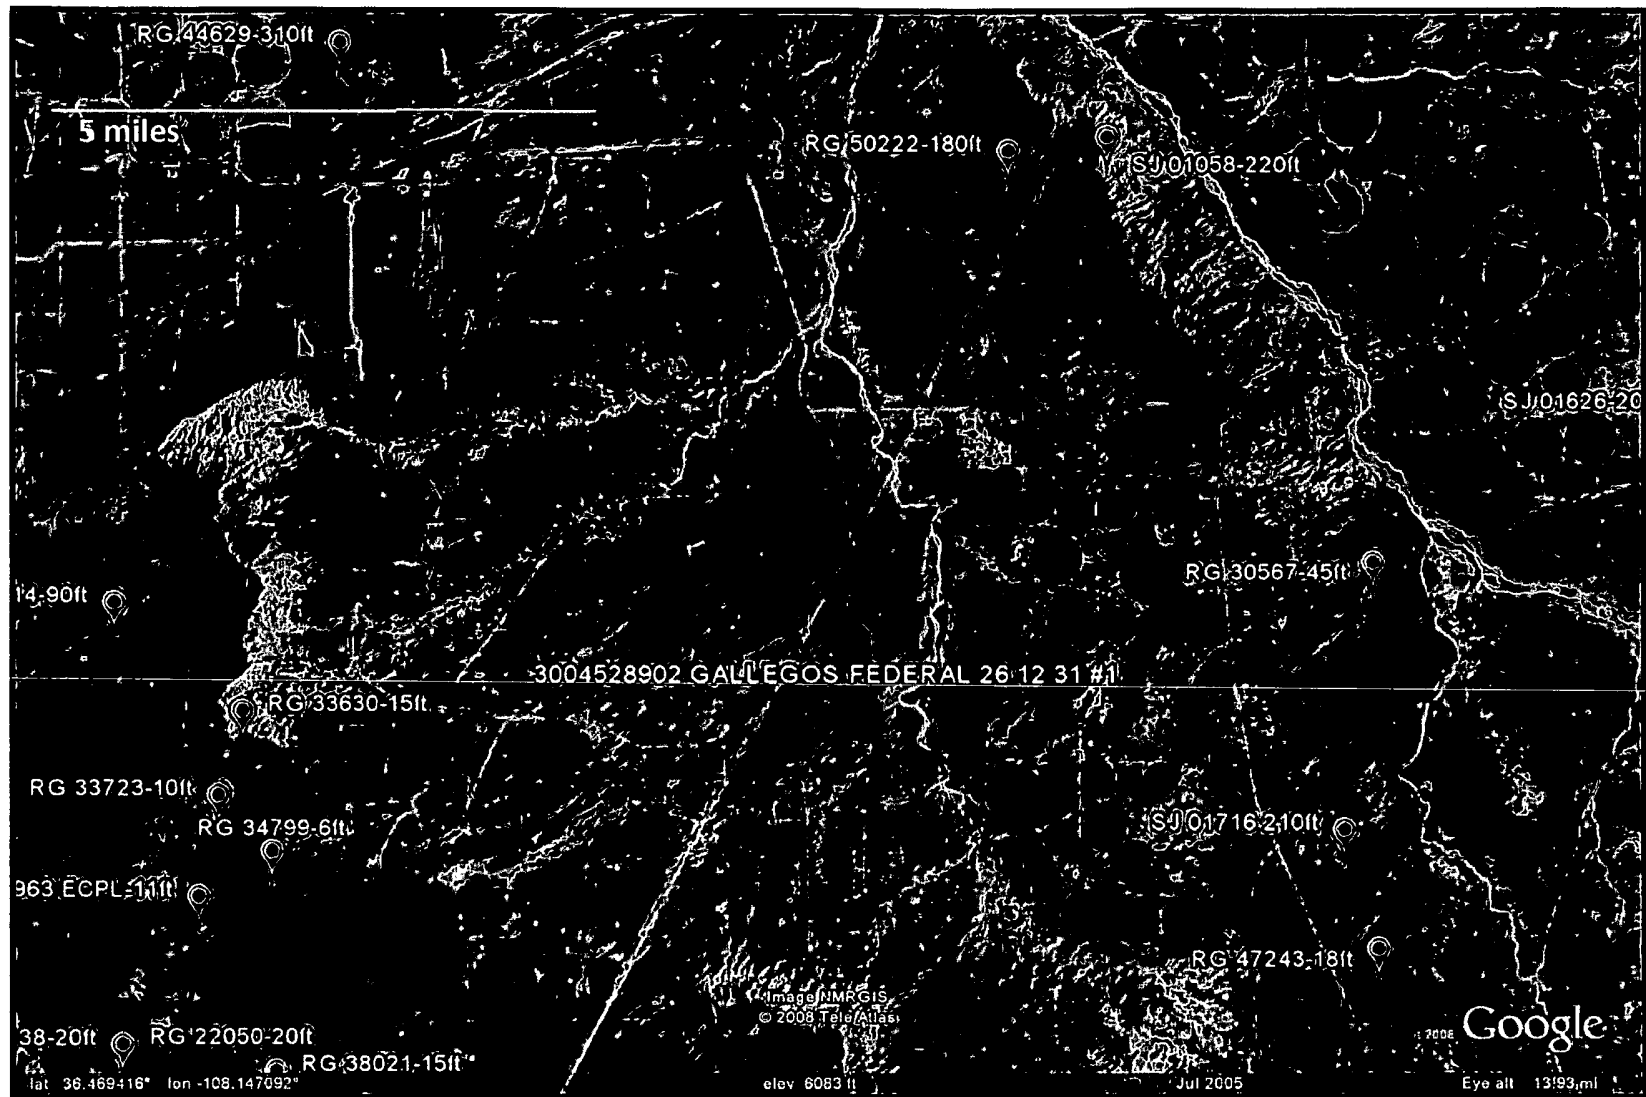 RG 44629-310ft
5 miles
RG 50222-180ft
SJ 01058-220ft
SJ 01626-20
RG 30567-45ft
14-90ft
3004528902 GALLEGOS FEDERAL 26 12 31 #1
RG 33630-15ft
RG 33723-10ft
RG 34799-6ft
SJ 01716 210ft
963 ECPL-11ft
RG 47243-18ft
Image NMRGIS
© 2008 Tele Atlas
© 2008 Google
38-20ft
RG 22050-20ft
RG 38021-15ft
lat 36.469416° lon -108.147092° elev 6083 ft Jul 2005 Eye alt 13.93 mi